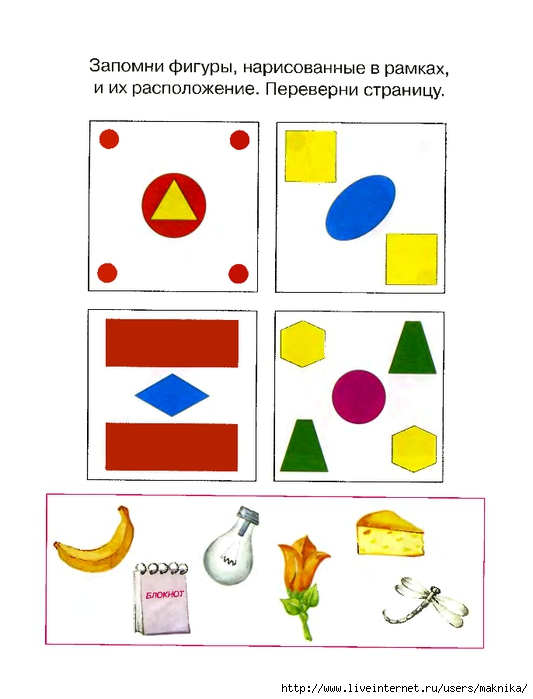 Запомни фигуры, нарисованные в рамках,
и их расположение. Переверни страницу.
БЛОКНОТ
http://www.liveinternet.ru/users/maknika/